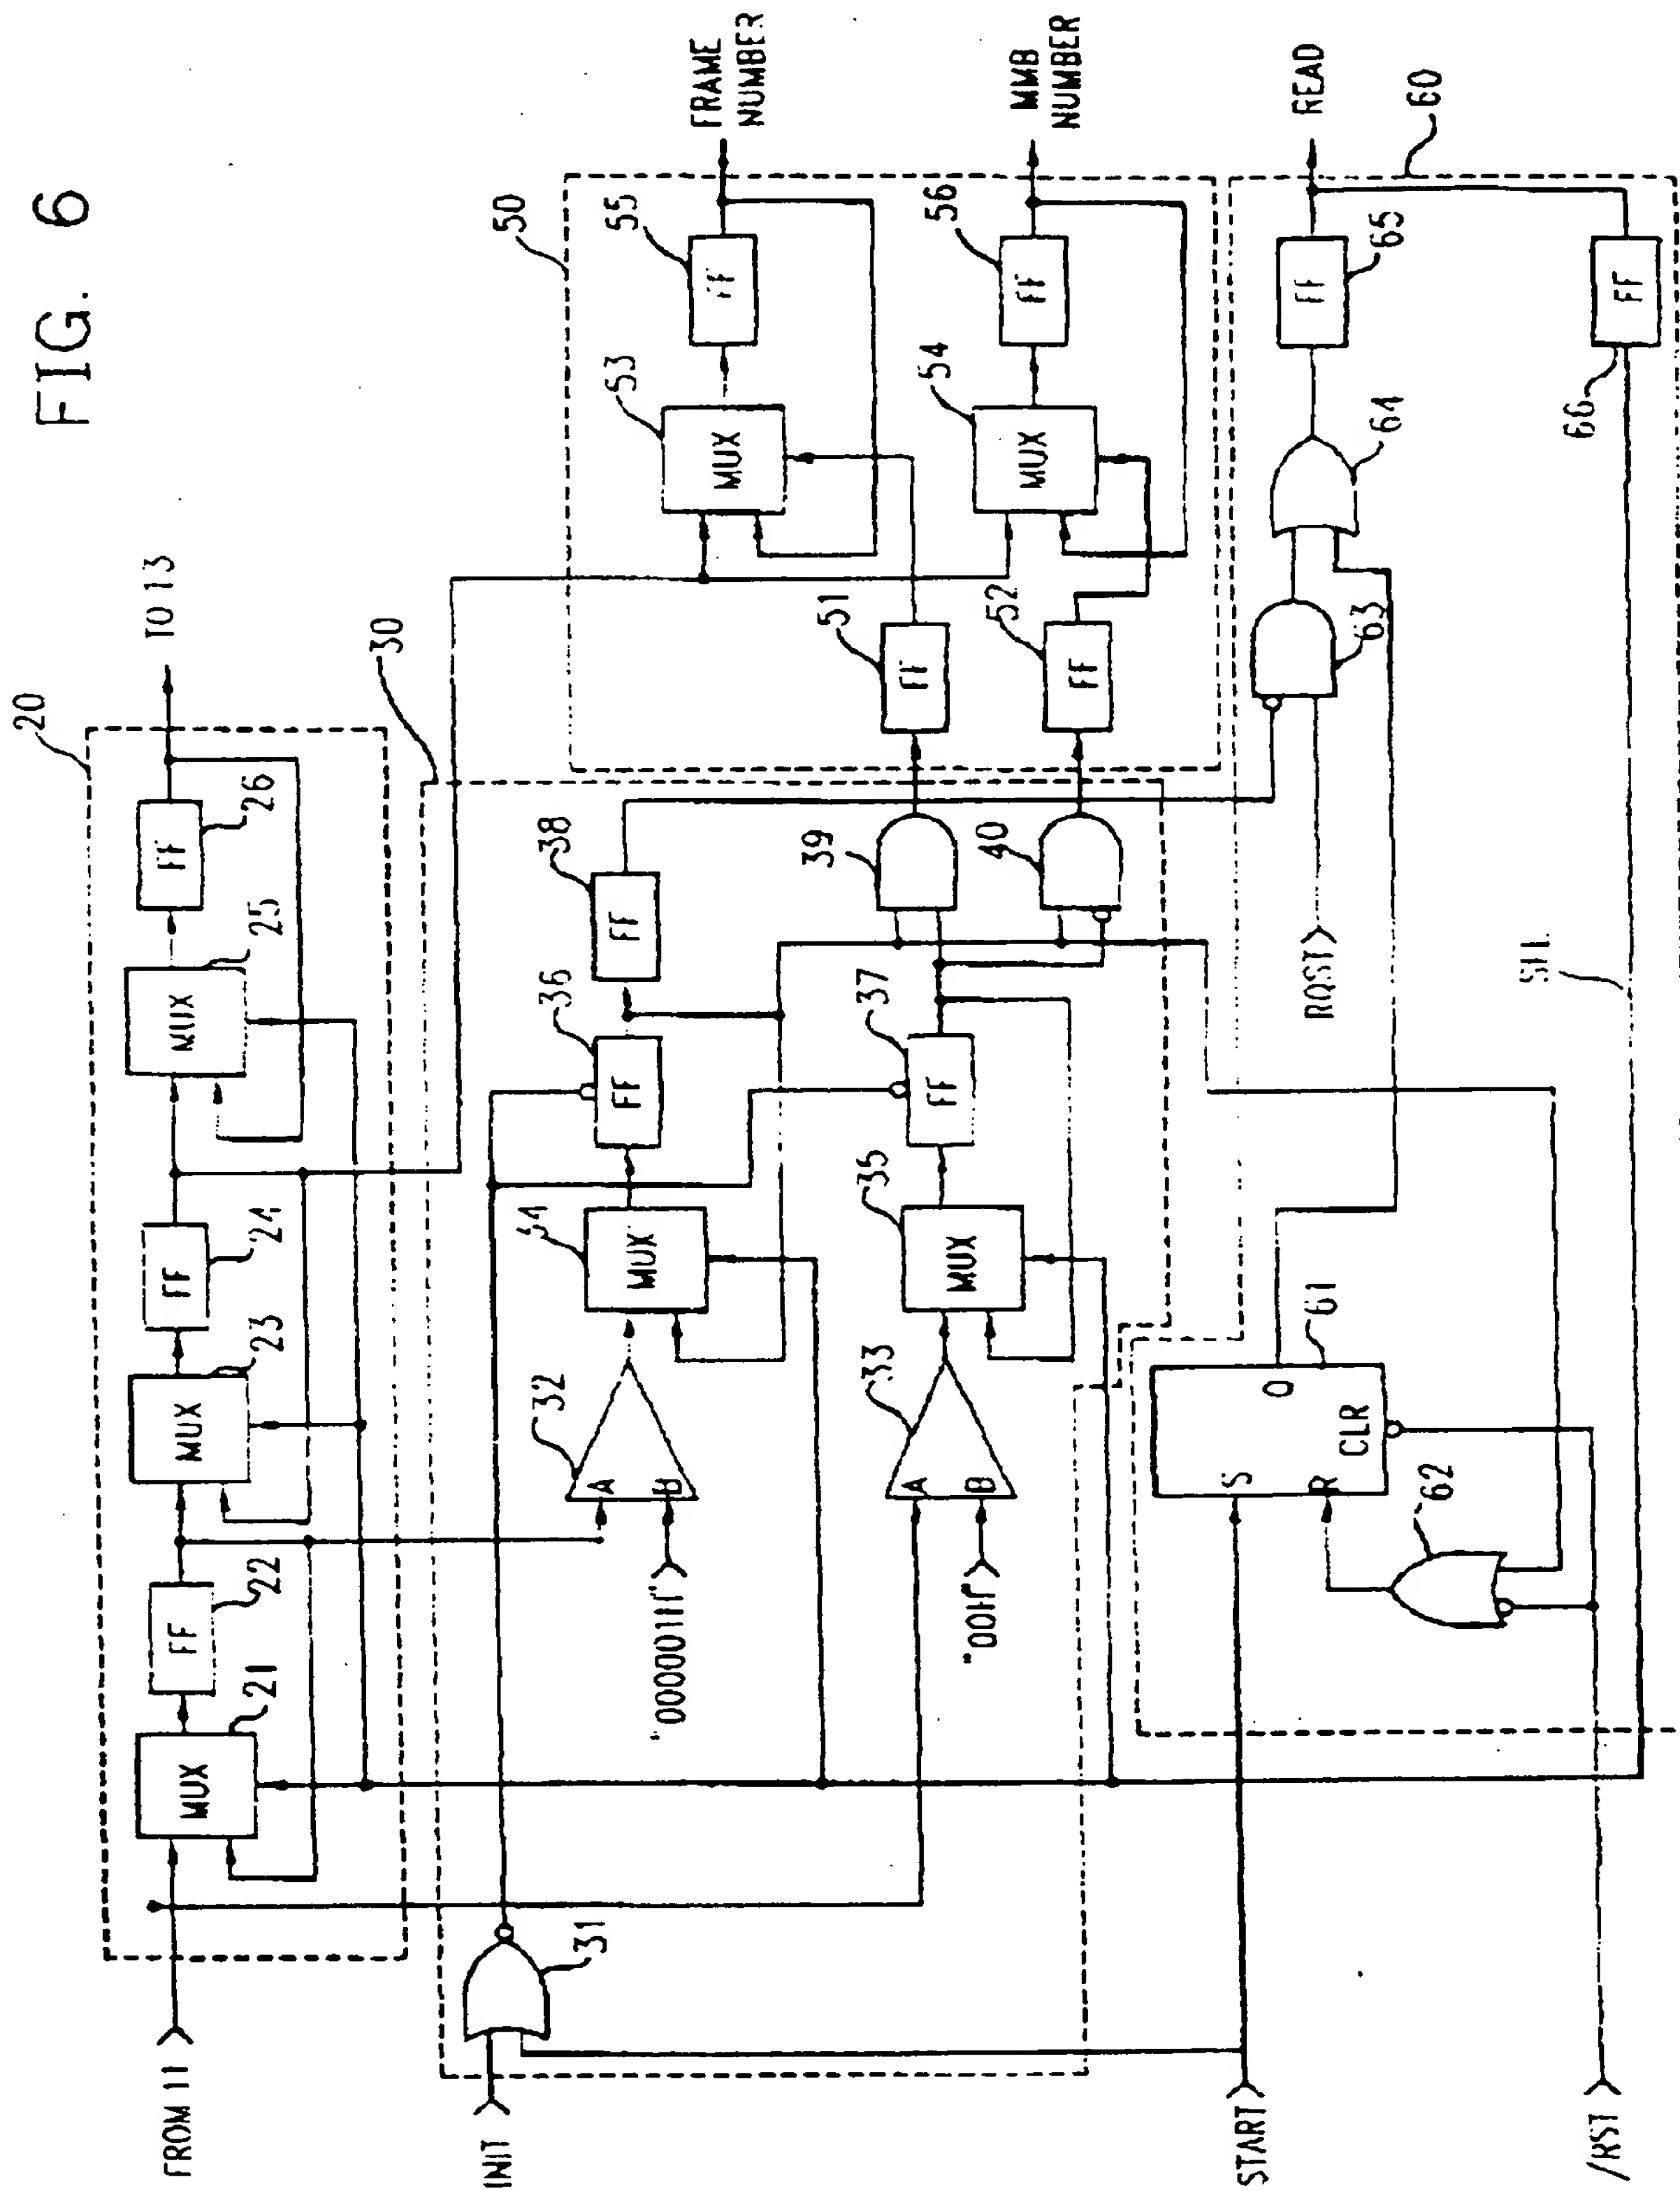 FIG. 6
FROM 11
20
MUX
21
FF
22
MUX
23
FF
24
MUX
25
FF
26
TO 13
INIT
31
30
32
A
B
34
MUX
36
FF
38
FF
33
A
B
35
MUX
37
FF
39
40
50
51
FF
52
FF
53
MUX
55
FF
FRAME
NUMBER
54
MUX
56
FF
MMB
NUMBER
START
S
R
Q
CLR
61
62
RQST
63
64
FF
65
READ
60
/RST
SEL
66
FF